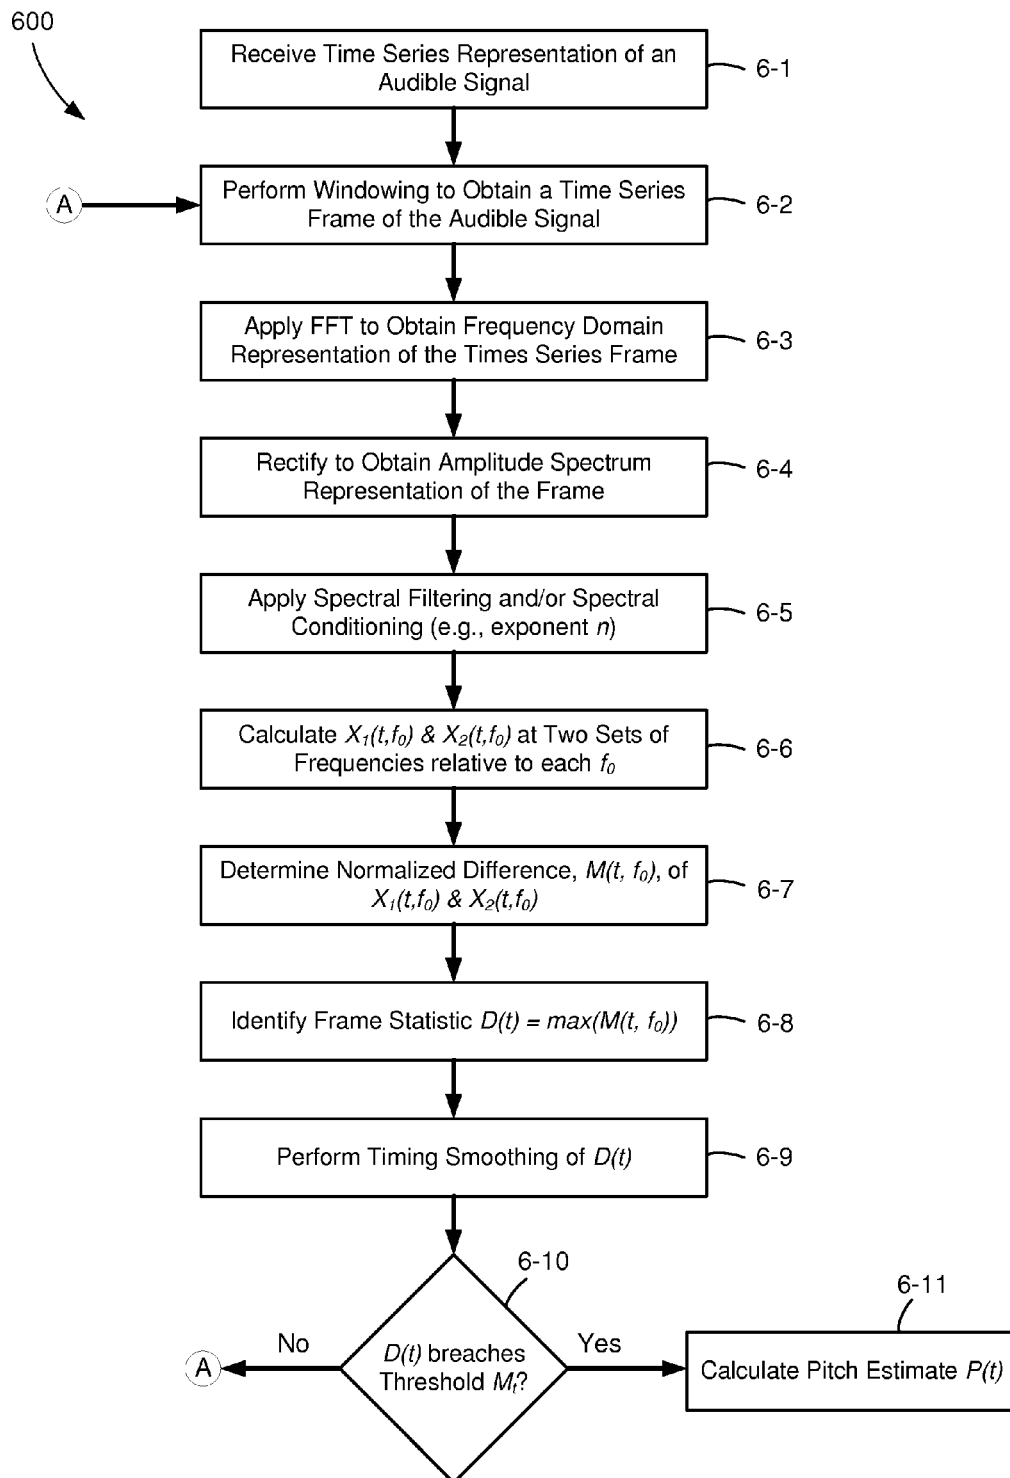 600
Receive Time Series Representation of an
Audible Signal
6-1
A
Perform Windowing to Obtain a Time Series
Frame of the Audible Signal
6-2
Apply FFT to Obtain Frequency Domain
Representation of the Times Series Frame
6-3
Rectify to Obtain Amplitude Spectrum
Representation of the Frame
6-4
Apply Spectral Filtering and/or Spectral
Conditioning (e.g., exponent n)
6-5
Calculate X₁(t,f₀) & X₂(t,f₀) at Two Sets of
Frequencies relative to each f₀
6-6
Determine Normalized Difference, M(t, f₀), of
X₁(t,f₀) & X₂(t,f₀)
6-7
Identify Frame Statistic D(t) = max(M(t, f₀))
6-8
Perform Timing Smoothing of D(t)
6-9
6-10
D(t) breaches
Threshold Mₜ?
No
A
Yes
6-11
Calculate Pitch Estimate P(t)